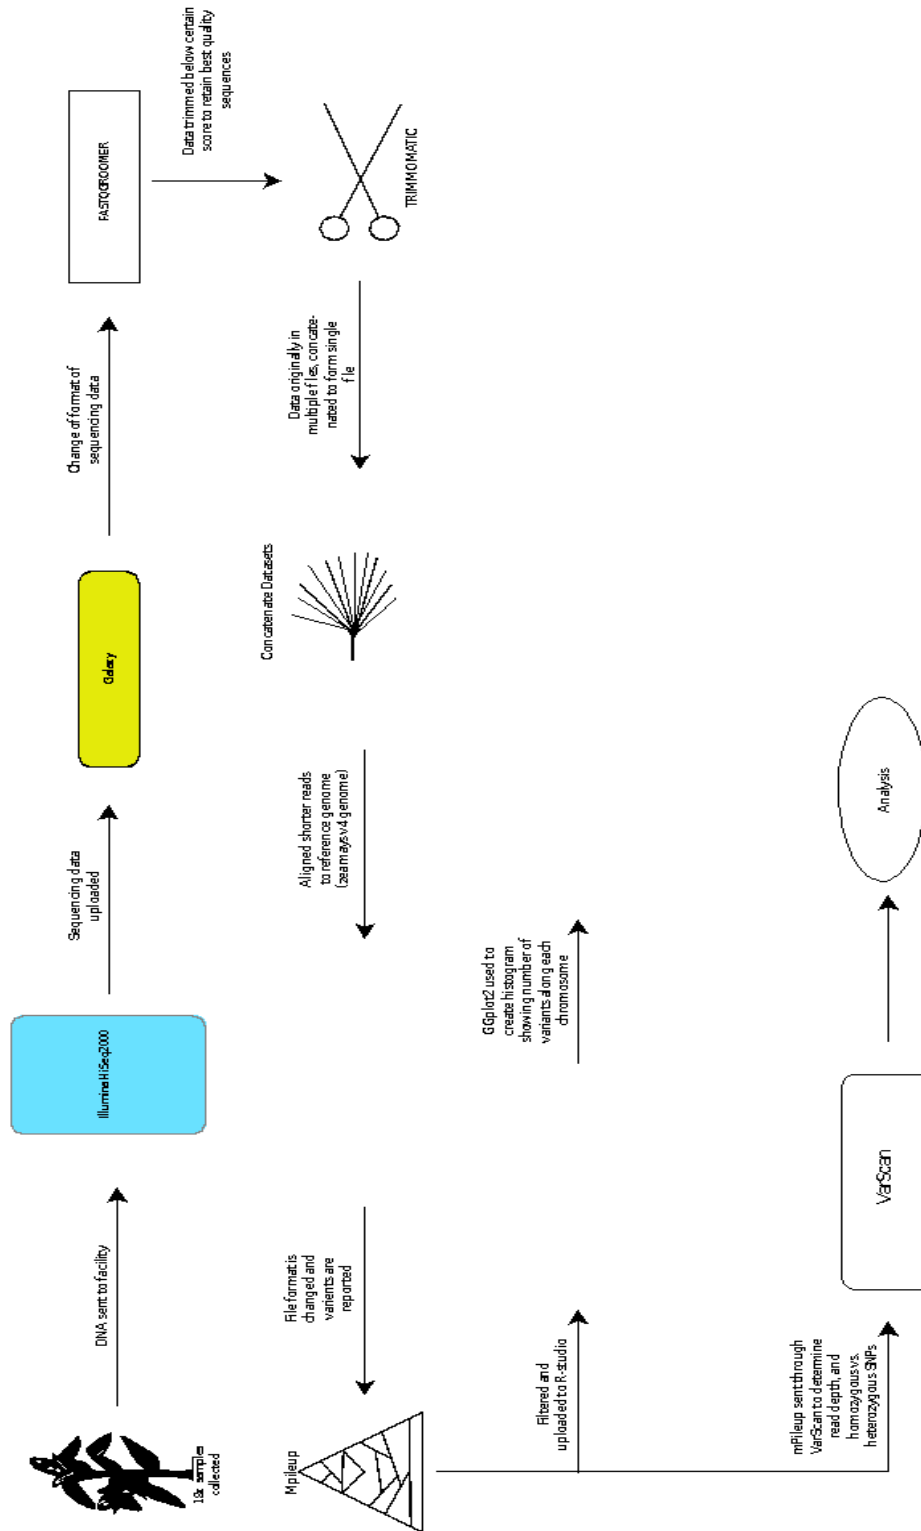 samples
collected
DNA sent to facility
IlluminaHiSeq2000
Sequencing data
uploaded
Galaxy
Change of format of
sequencing data
FASTQGROOMER
Data trimmed below certain
score to retain best quality
sequences
TRIMMOMATIC
Data originally in
multiple files, concate-
nated to form single
file
Concatenate Datasets
Aligned shorter reads
to reference genome
(zea mays v4 genome)
File format is
changed and
varients are
reported
Mpileup
Filtered and
uploaded to R-studio
GGplot2 used to
create histogram
showing number of
variants along each
chromosome
mPileup sent through
VarScan to determine
read depth, and
homozygous vs.
heterozygous SNPs
VarScan
Analysis